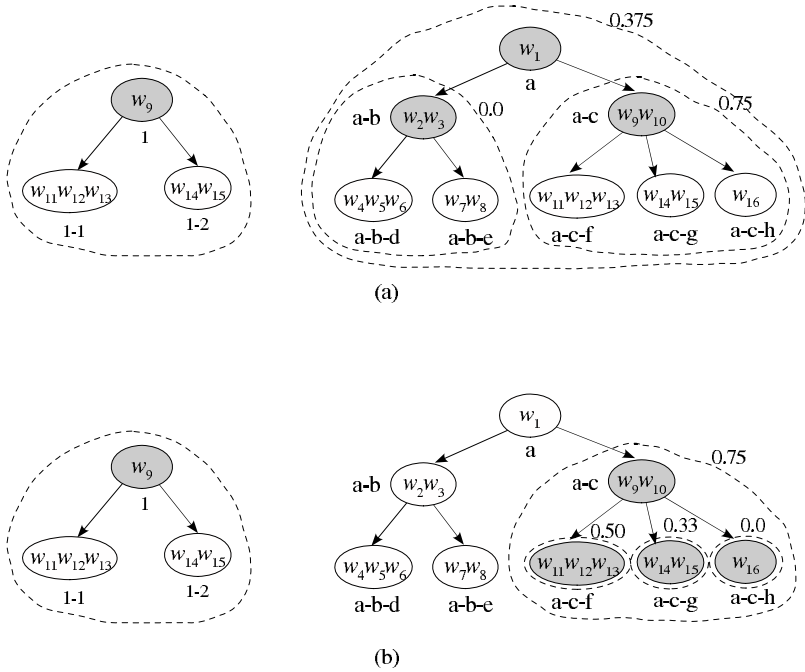 0.375
w1
a
w9
1
a-b
w2w3
0.0
a-c
w9w10
0.75
w11w12w13
1-1
w14w15
1-2
w4w5w6
a-b-d
w7w8
a-b-e
w11w12w13
a-c-f
w14w15
a-c-g
w16
a-c-h
(a)
w1
a
w9
1
a-b
w2w3
a-c
w9w10
0.75
w11w12w13
1-1
w14w15
1-2
w4w5w6
a-b-d
w7w8
a-b-e
0.50
w11w12w13
a-c-f
0.33
w14w15
a-c-g
0.0
w16
a-c-h
(b)